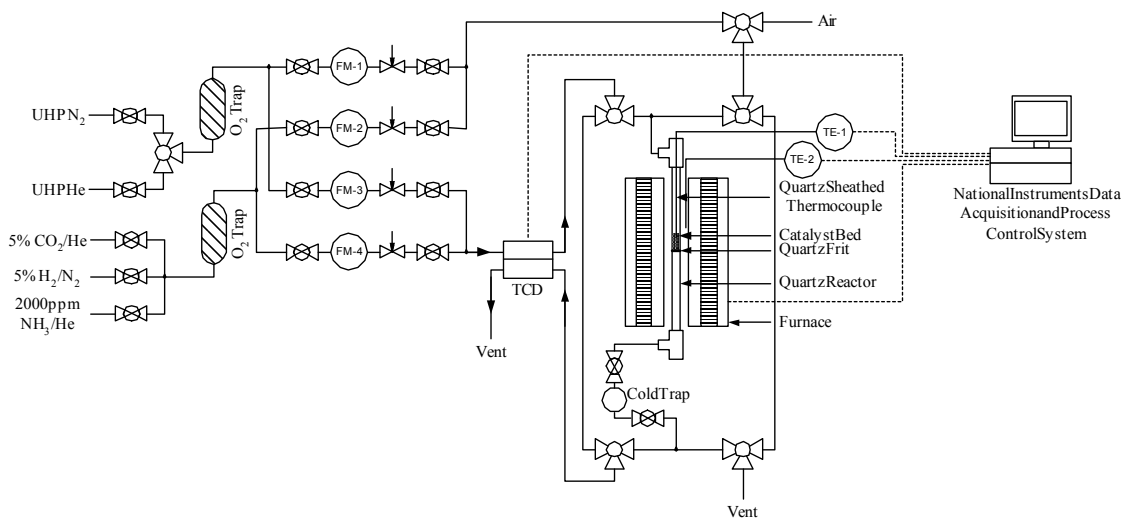 Air
FM-1
UHPN₂
O₂ Trap
FM-2
TE-1
TE-2
UHPHe
FM-3
QuartzSheathed
Thermocouple
NationalInstrumentsData
AcquisitionandProcess
ControlSystem
5% CO₂/He
O₂ Trap
FM-4
CatalystBed
QuartzFrit
5% H₂/N₂
TCD
QuartzReactor
2000ppm
NH₃/He
Furnace
Vent
ColdTrap
Vent